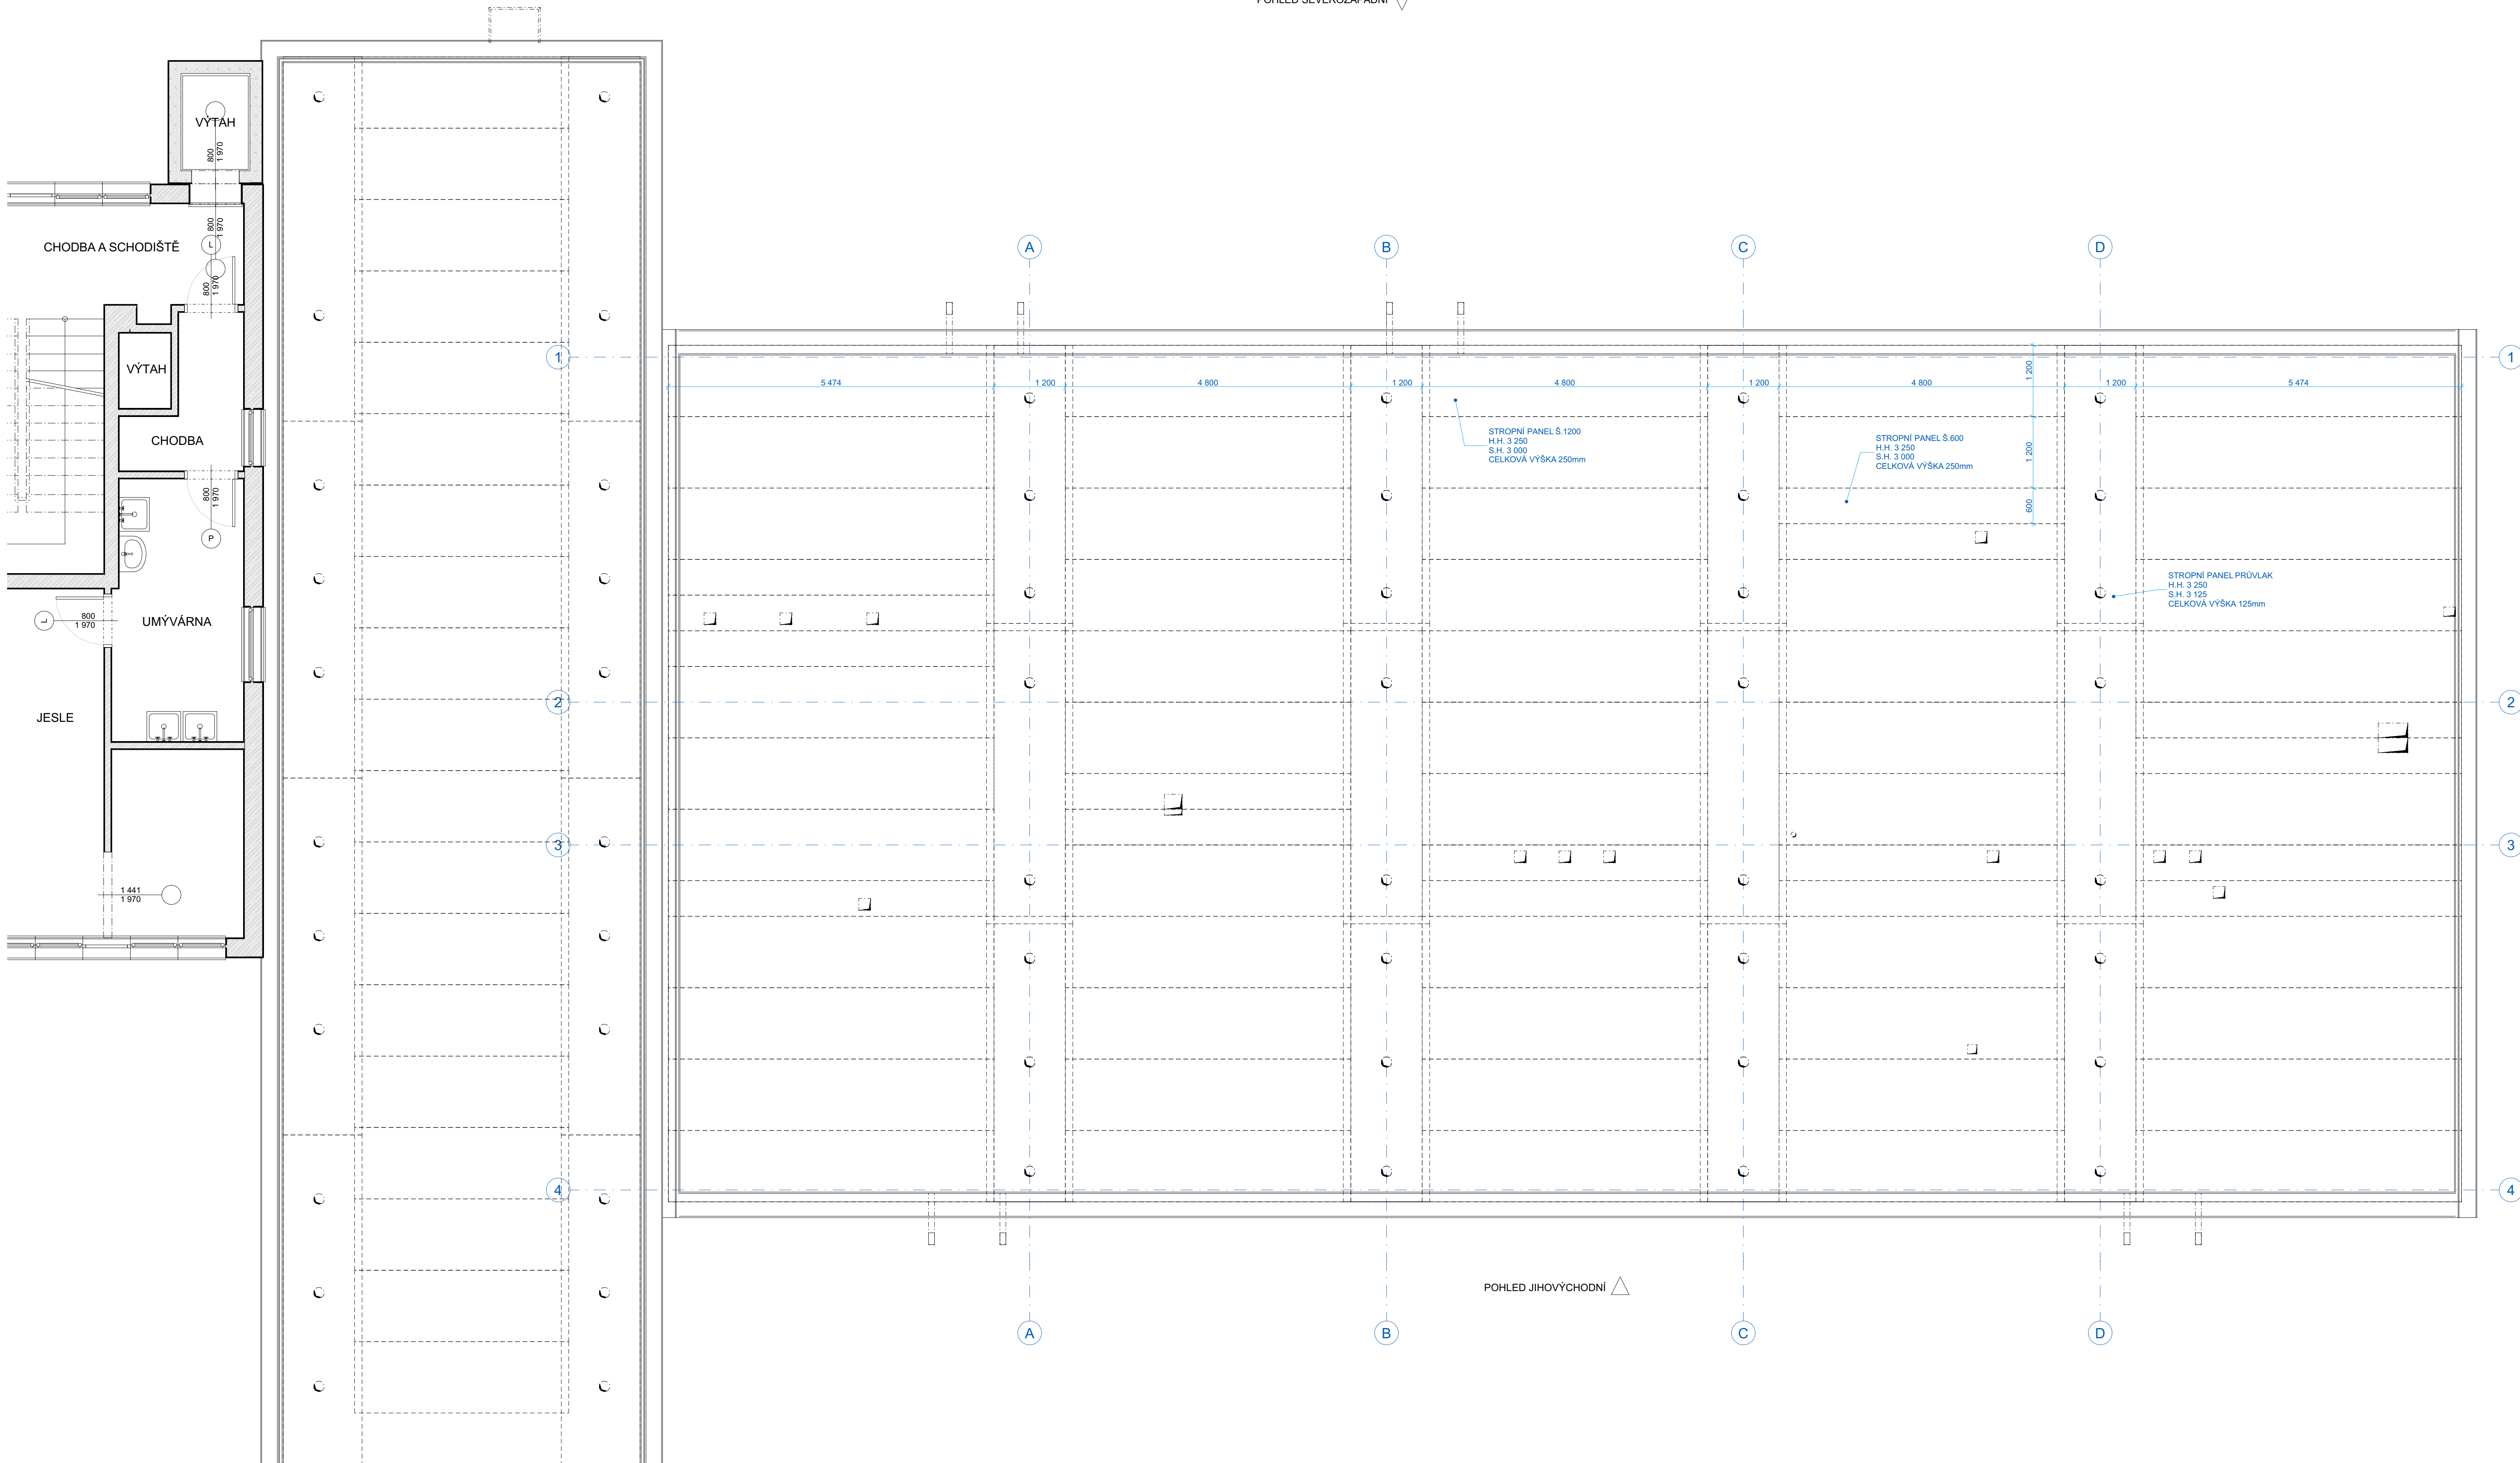 POHLED SEVEROZÁPADNÍ
VÝTAH
800
1 970
800
1 970
CHODBA A SCHODIŠTĚ
L
800
1 970
VÝTAH
CHODBA
800
1 970
P
L
800
1 970
UMÝVÁRNA
JESLE
1 441
1 970
A
B
C
D
1
1
5 474
1 200
4 800
1 200
4 800
1 200
4 800
1 200
5 474
1 200
1 200
600
STROPNÍ PANEL Š.1200
H.H. 3 250
S.H. 3 000
CELKOVÁ VÝŠKA 250mm
STROPNÍ PANEL Š.600
H.H. 3 250
S.H. 3 000
CELKOVÁ VÝŠKA 250mm
STROPNÍ PANEL PRŮVLAK
H.H. 3 250
S.H. 3 125
CELKOVÁ VÝŠKA 125mm
2
2
3
3
4
4
POHLED JIHOVÝCHODNÍ
A
B
C
D